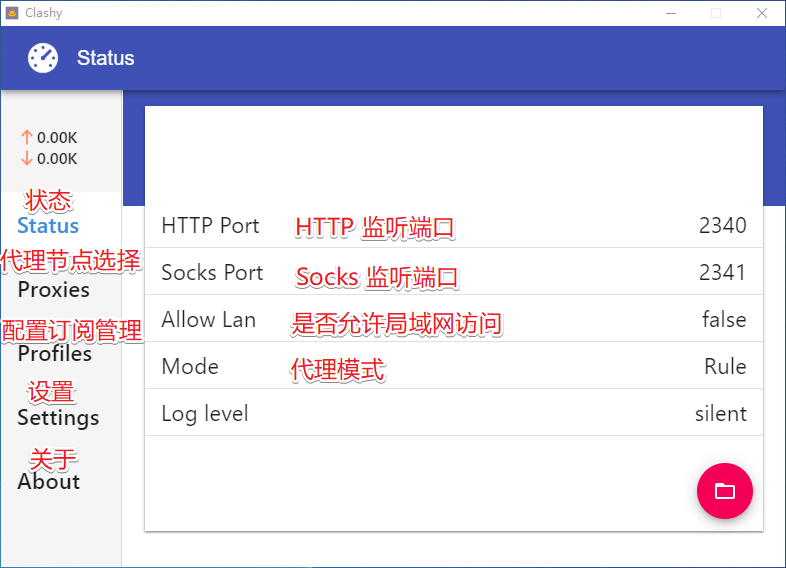 Clashy
Status
0.00K
0.00K
状态
Status
代理节点选择
Proxies
配置订阅管理
Profiles
设置
Settings
关于
About
HTTP Port HTTP 监听端口 2340
Socks Port Socks 监听端口 2341
Allow Lan 是否允许局域网访问 false
Mode 代理模式 Rule
Log level silent